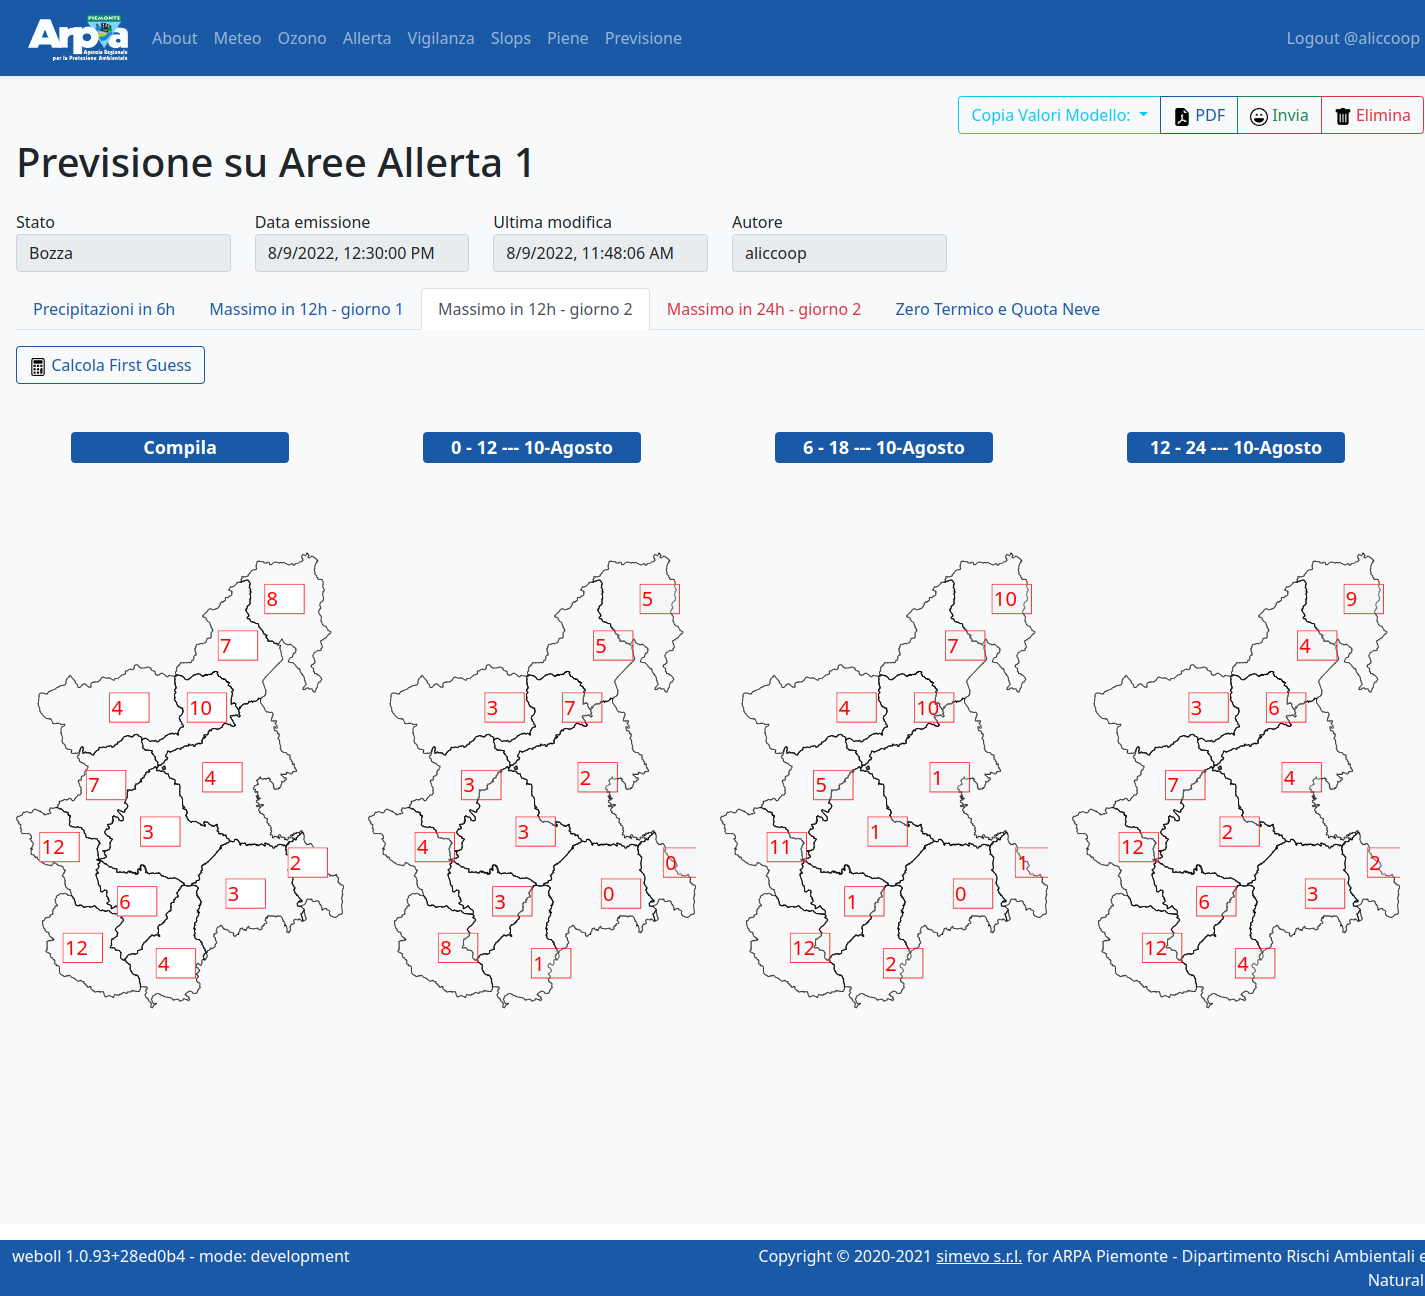 PIEMONTE
Arpa
Agenzia Regionale
per la Protezione Ambientale
About Meteo Ozono Allerta Vigilanza Slops Piene Previsione Logout @aliccoop
Copia Valori Modello: PDF Invia Elimina
Previsione su Aree Allerta 1
Stato Data emissione Ultima modifica Autore
Bozza 8/9/2022, 12:30:00 PM 8/9/2022, 11:48:06 AM aliccoop
Precipitazioni in 6h Massimo in 12h - giorno 1 Massimo in 12h - giorno 2 Massimo in 24h - giorno 2 Zero Termico e Quota Neve
Calcola First Guess
Compila 0 - 12 --- 10-Agosto 6 - 18 --- 10-Agosto 12 - 24 --- 10-Agosto
8 5 10 9
7 5 7 4
4 10 3 7 4 10 3 6
4 2 1 4
7 3 5 7
3 3 1 2
12 4 11 12
2 0 1 2
3 0 0 3
6 3 1 6
12 8 12 12
4 1 2 4
weboll 1.0.93+28ed0b4 - mode: development Copyright © 2020-2021 simevo s.r.l. for ARPA Piemonte - Dipartimento Rischi Ambientali e
Natural